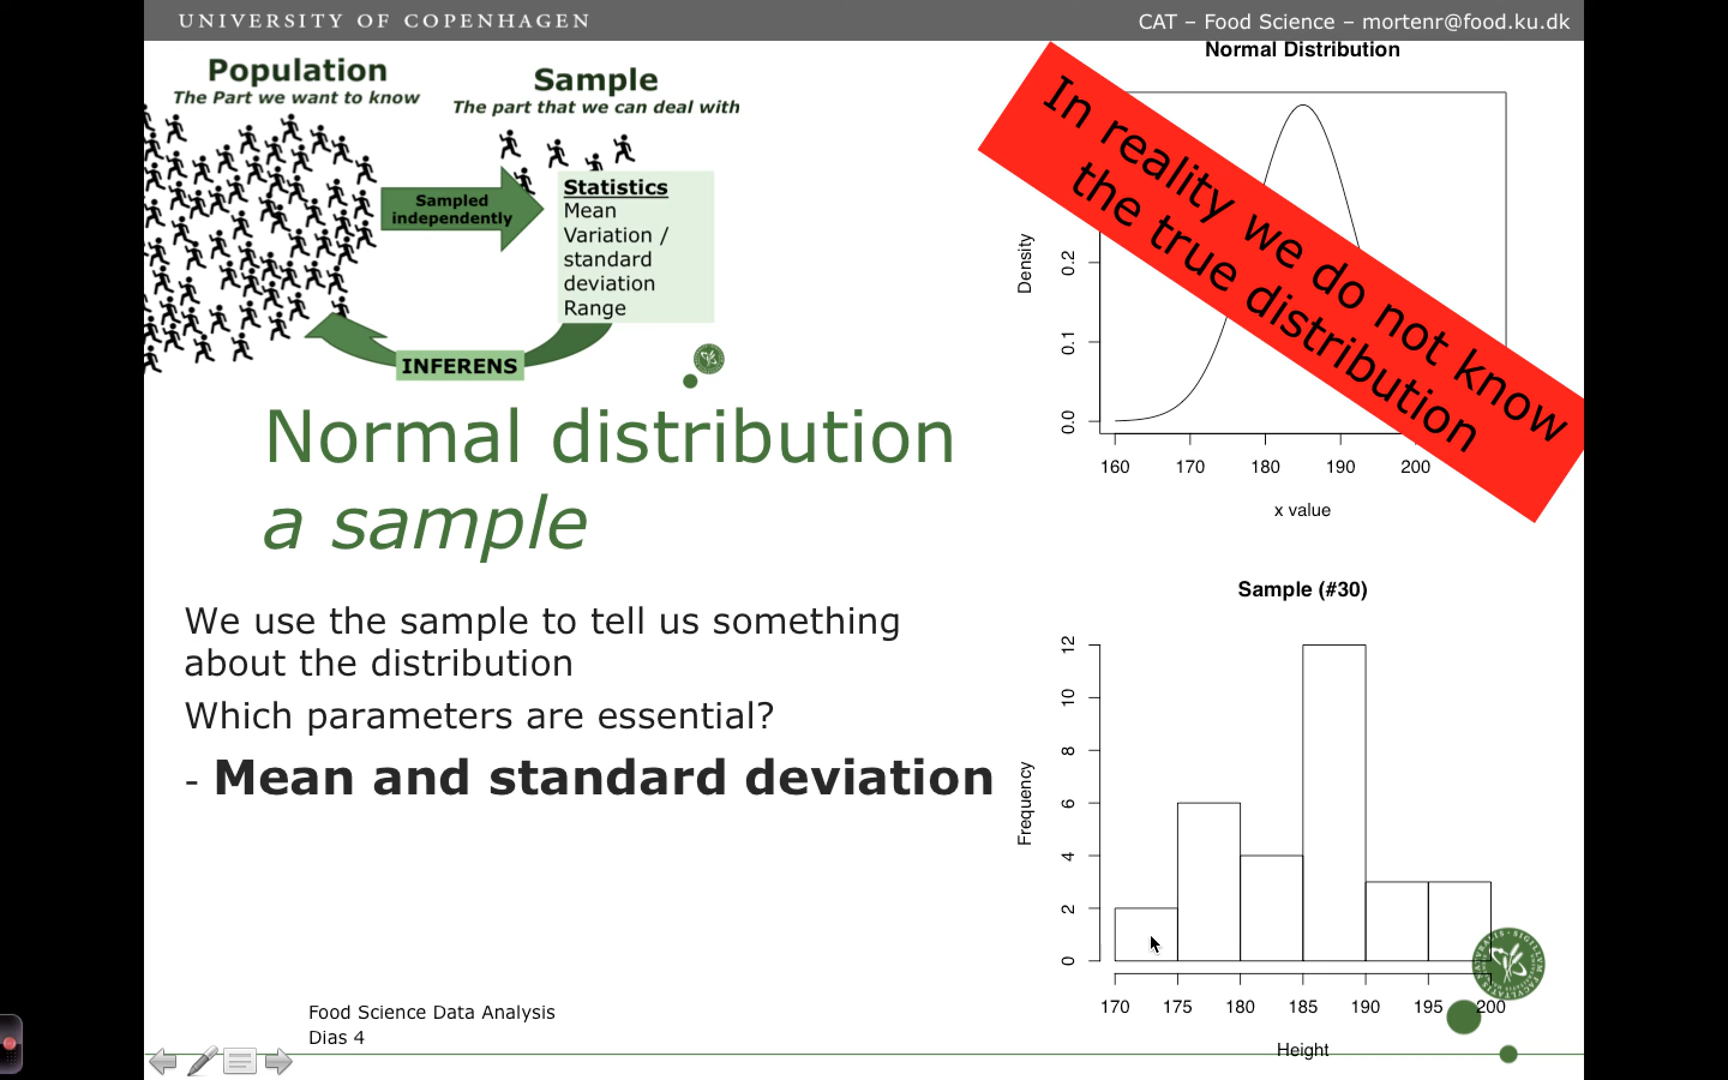 UNIVERSITY OF COPENHAGEN
CAT – Food Science – mortenr@food.ku.dk
Population
The Part we want to know
Sample
The part that we can deal with
Sampled
independently
Statistics
Mean
Variation /
standard
deviation
Range
INFERENS
Normal distribution
a sample
We use the sample to tell us something
about the distribution
Which parameters are essential?
- Mean and standard deviation
Normal Distribution
In reality we do not know
the true distribution
Density
0.2
0.1
0.0
160 170 180 190 200
x value
Sample (#30)
Frequency
12
10
8
6
4
2
0
170 175 180 185 190 195 200
Height
Food Science Data Analysis
Dias 4